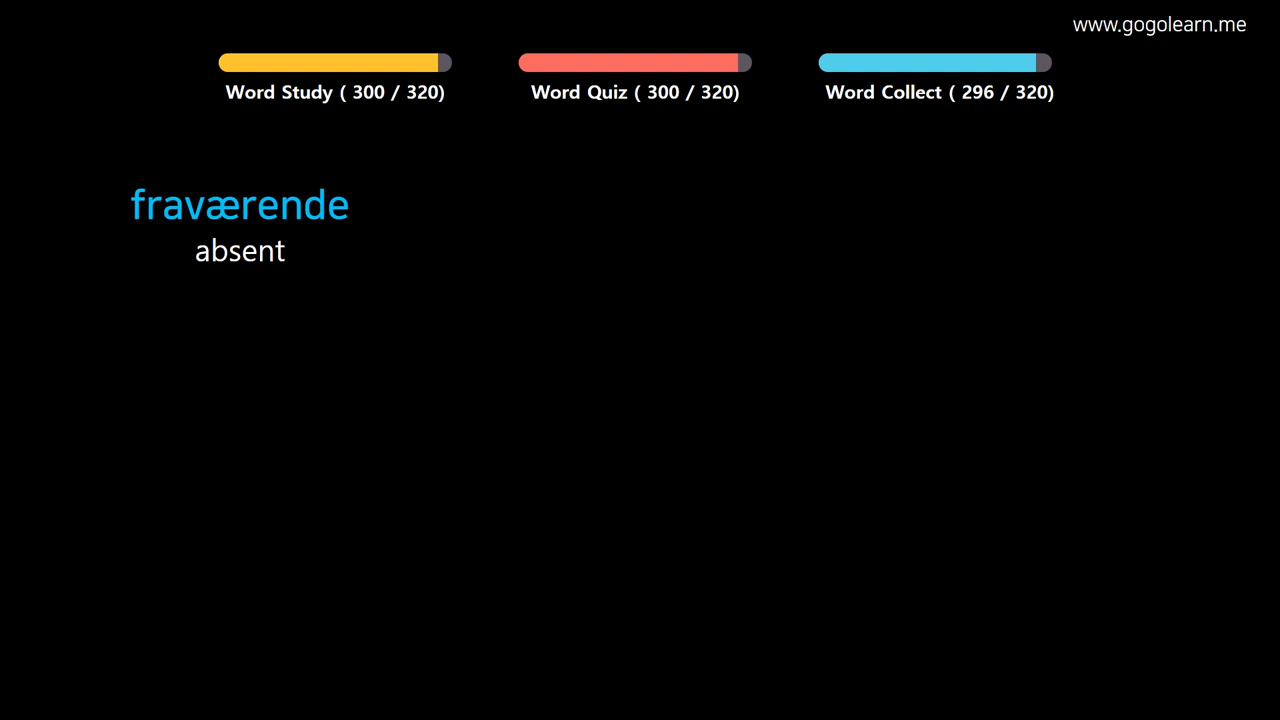 www.gogolearn.me
Word Study ( 300 / 320)
Word Quiz ( 300 / 320)
Word Collect ( 296 / 320)
fraværende
absent